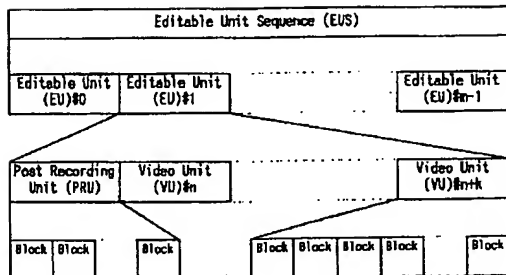 Editable Unit Sequence (EUS)
Editable Unit Editable Unit Editable Unit
(EU)#0 (EU)#1 (EU)#m-1
Post Recording Video Unit Video Unit
Unit (PRU) (VU)#n (VU)#n+k
Block Block Block Block Block Block Block Block